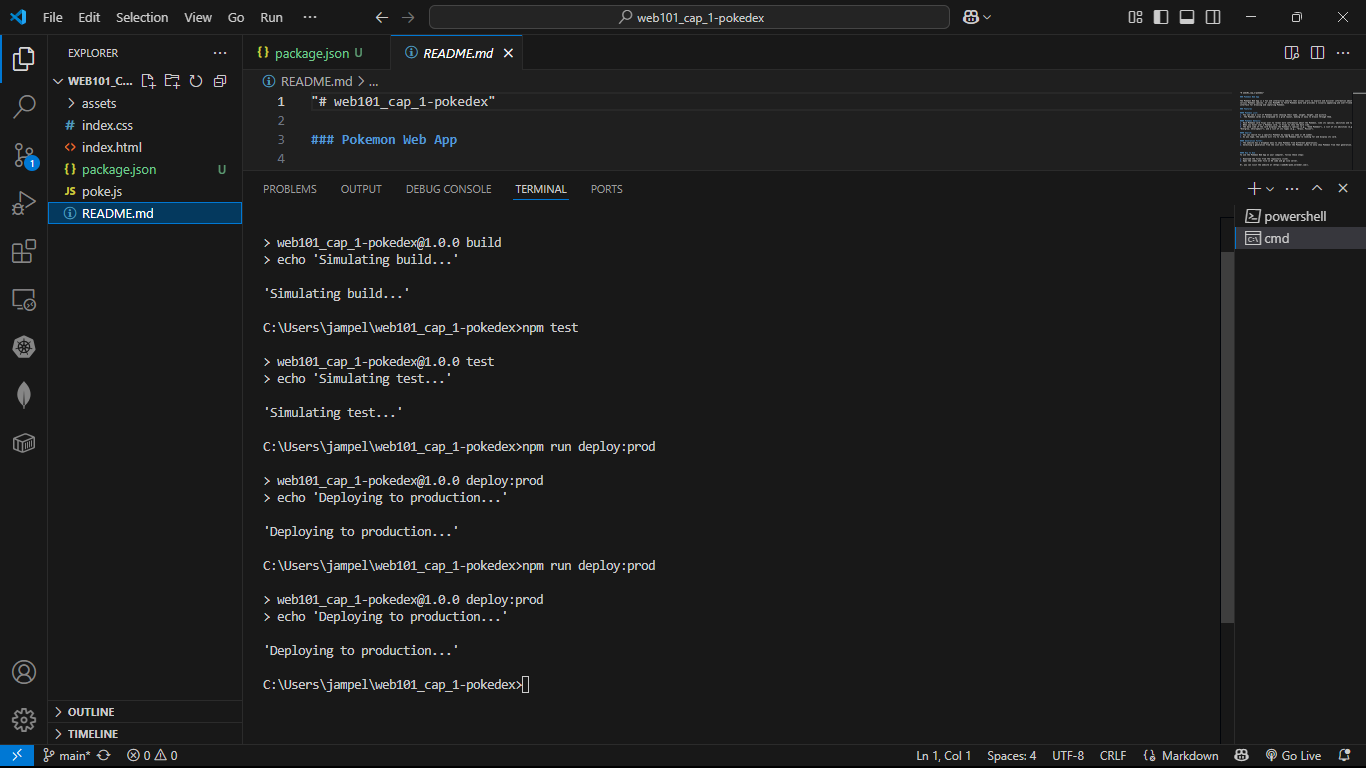 File Edit Selection View Go Run ··· web101_cap_1-pokedex
EXPLORER ···
package.json U
README.md
WEB101_C...
README.md > ...
assets
# index.css
<> index.html
{} package.json U
JS poke.js
README.md
1 "# web101_cap_1-pokedex"
2
3 ### Pokemon Web App
4
PROBLEMS OUTPUT DEBUG CONSOLE TERMINAL PORTS
powershell
cmd
> web101_cap_1-pokedex@1.0.0 build
> echo 'Simulating build...'
'Simulating build...'
C:\Users\jampel\web101_cap_1-pokedex>npm test
> web101_cap_1-pokedex@1.0.0 test
> echo 'Simulating test...'
'Simulating test...'
C:\Users\jampel\web101_cap_1-pokedex>npm run deploy:prod
> web101_cap_1-pokedex@1.0.0 deploy:prod
> echo 'Deploying to production...'
'Deploying to production...'
C:\Users\jampel\web101_cap_1-pokedex>npm run deploy:prod
> web101_cap_1-pokedex@1.0.0 deploy:prod
> echo 'Deploying to production...'
'Deploying to production...'
C:\Users\jampel\web101_cap_1-pokedex>
1
OUTLINE
TIMELINE
main* 0 0 Ln 1, Col 1 Spaces: 4 UTF-8 CRLF {} Markdown Go Live